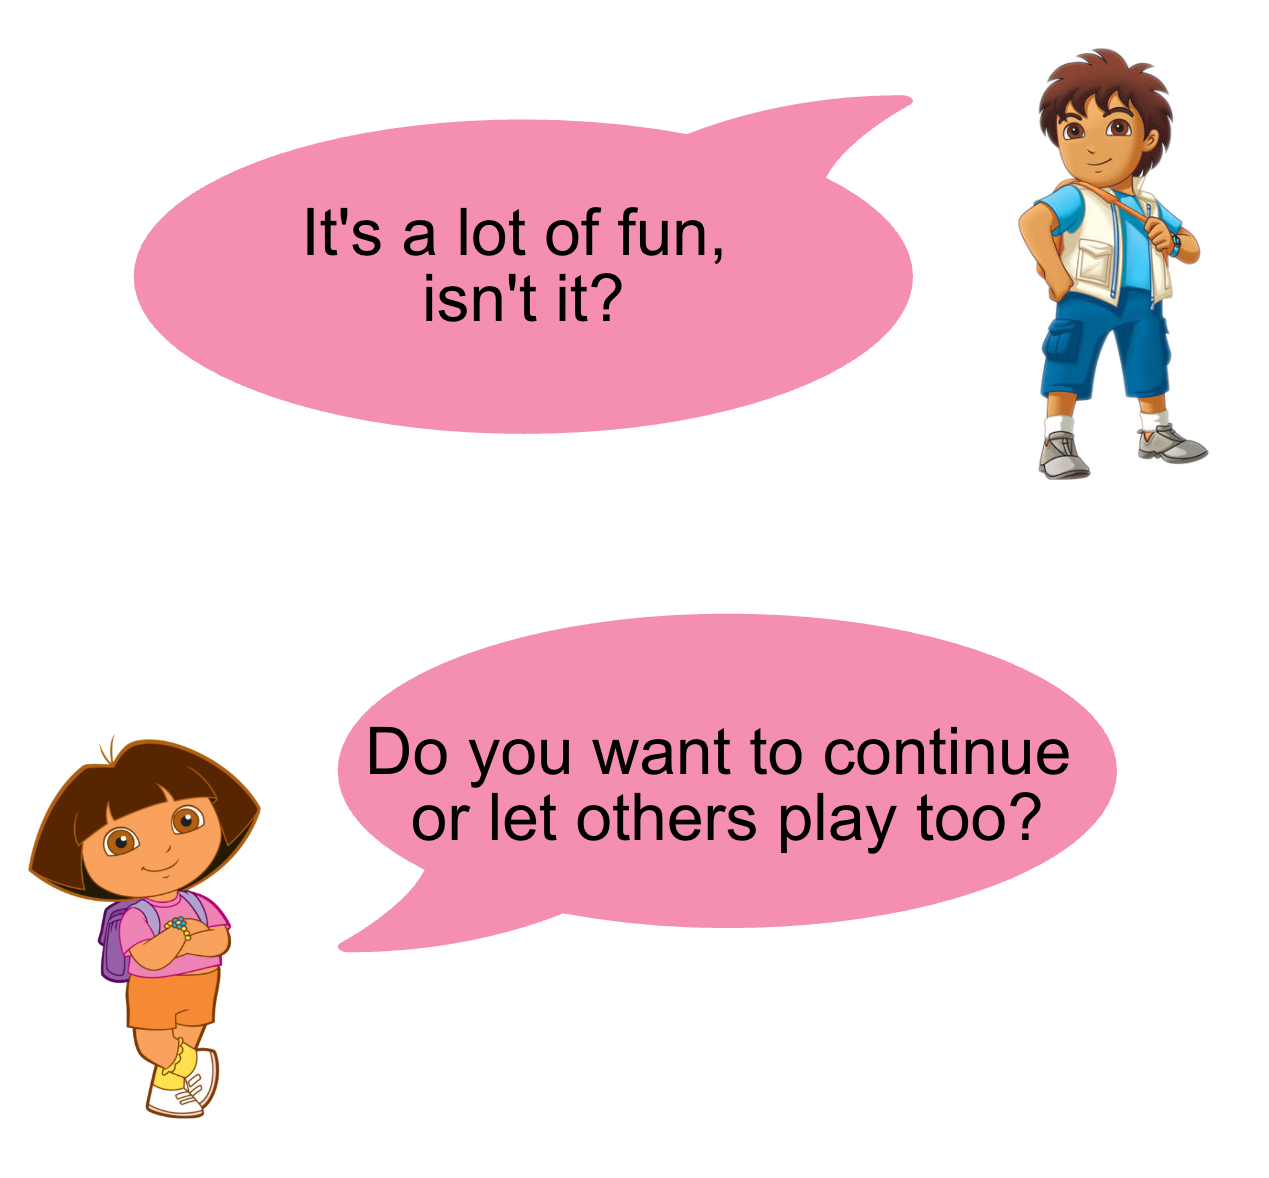 It's a lot of fun,
isn't it?
Do you want to continue
or let others play too?